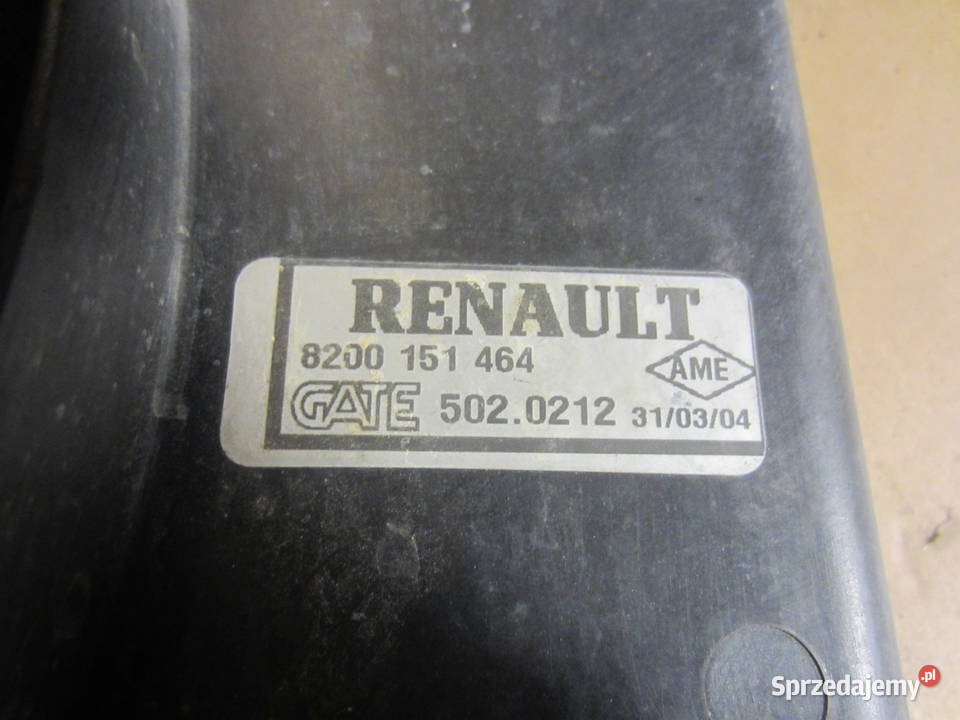 RENAULT
8200 151 464
AME
GATE 502.0212 31/03/04
Sprzedajemy.pl